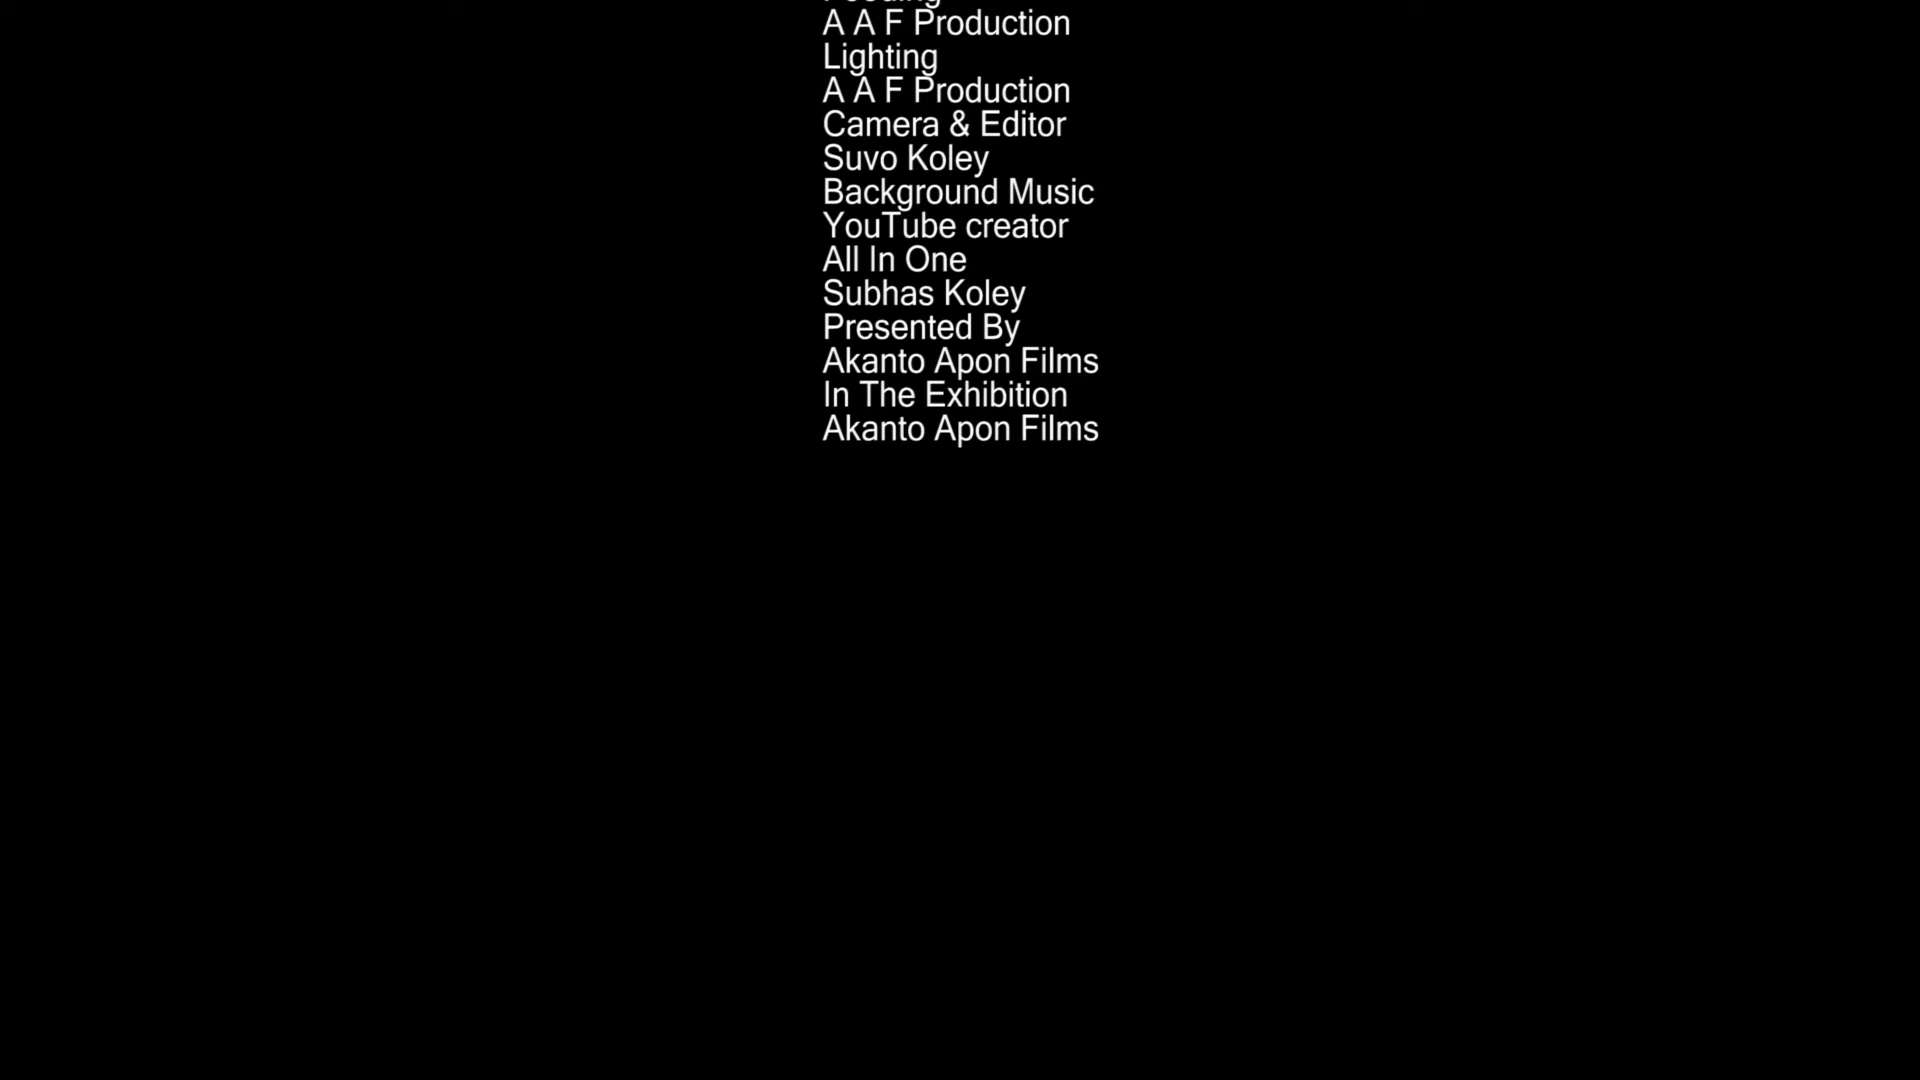 A A F Production
Lighting
A A F Production
Camera & Editor
Suvo Koley
Background Music
YouTube creator
All In One
Subhas Koley
Presented By
Akanto Apon Films
In The Exhibition
Akanto Apon Films